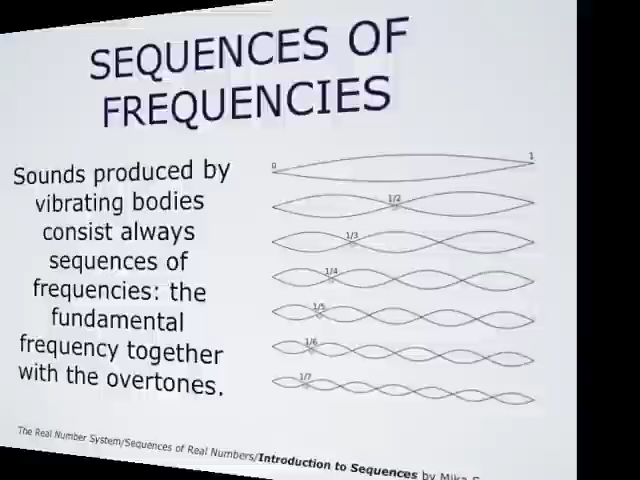 SEQUENCES OF
FREQUENCIES
Sounds produced by
vibrating bodies
consist always
sequences of
frequencies: the
fundamental
frequency together
with the overtones.
0
1
1/2
1/3
1/4
1/5
1/6
1/7
The Real Number System/Sequences of Real Numbers/Introduction to Sequences by Mika